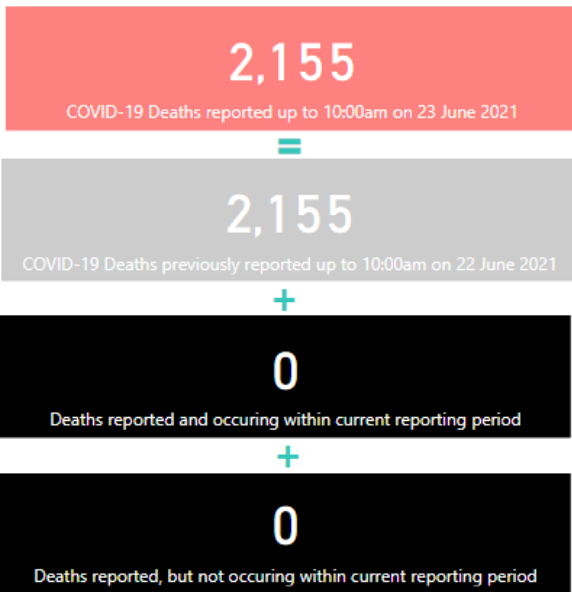 2,155
COVID-19 Deaths reported up to 10:00am on 23 June 2021
=
2,155
COVID-19 Deaths previously reported up to 10:00am on 22 June 2021
+
0
Deaths reported and occuring within current reporting period
+
0
Deaths reported, but not occuring within current reporting period